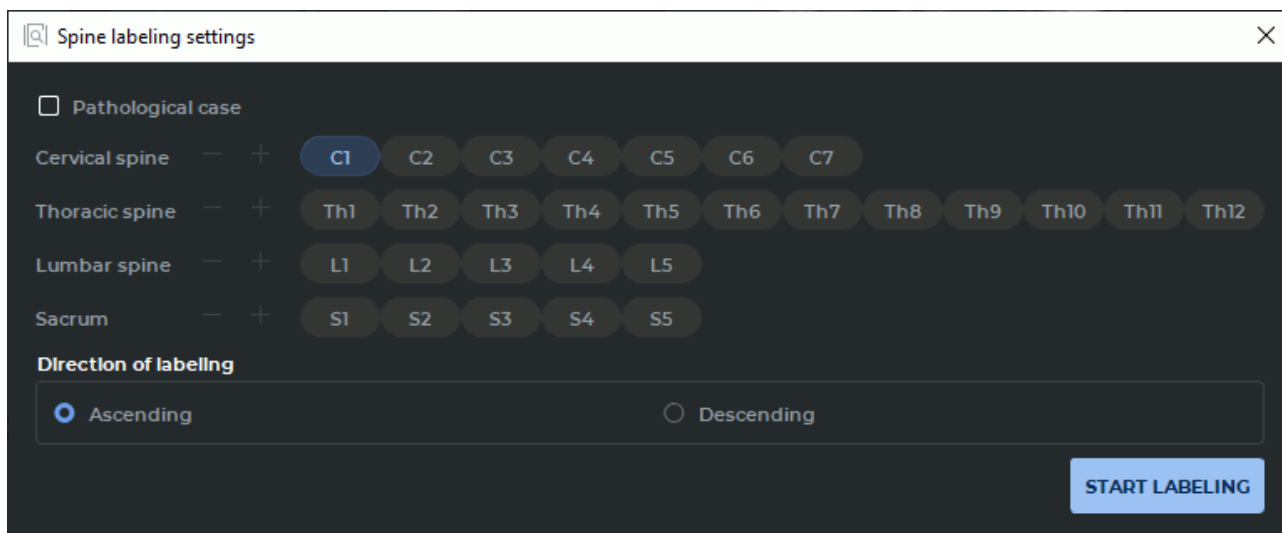 Spine labeling settings
Pathological case
Cervical spine − + C1 C2 C3 C4 C5 C6 C7
Thoracic spine − + Th1 Th2 Th3 Th4 Th5 Th6 Th7 Th8 Th9 Th10 Th11 Th12
Lumbar spine − + L1 L2 L3 L4 L5
Sacrum − + S1 S2 S3 S4 S5
Direction of labeling
Ascending Descending
START LABELING